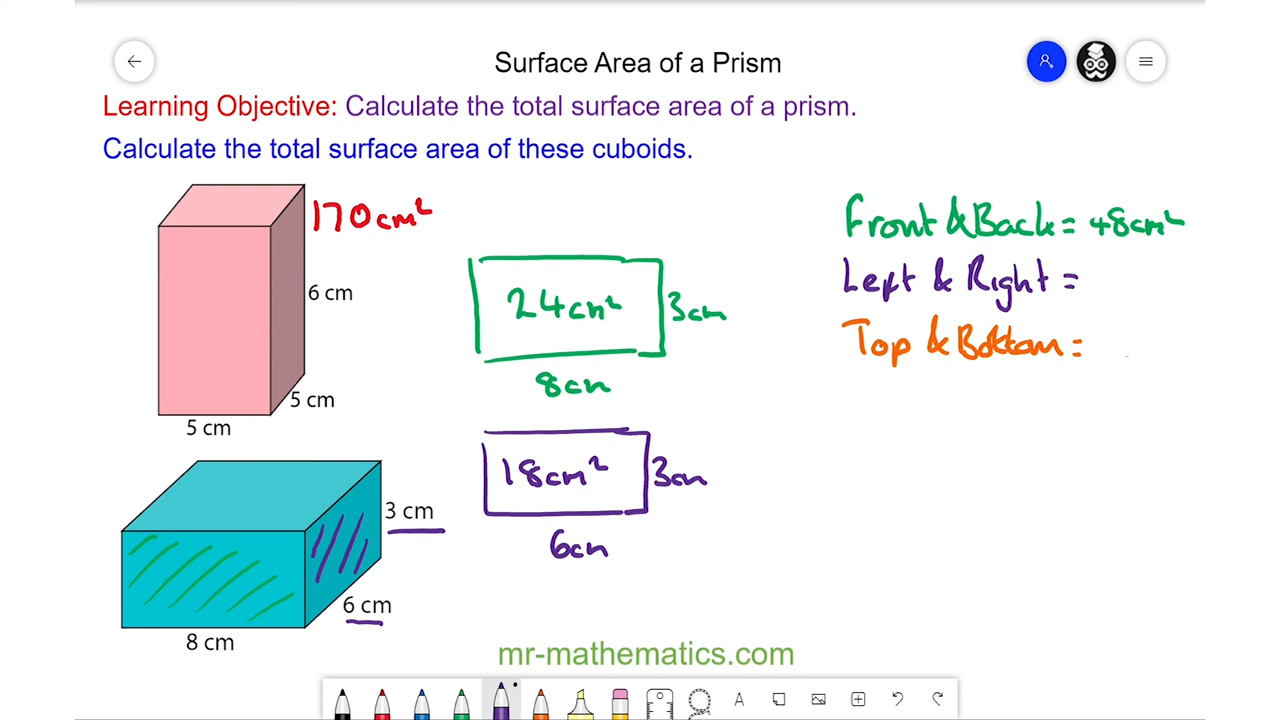 Surface Area of a Prism
Learning Objective: Calculate the total surface area of a prism.
Calculate the total surface area of these cuboids.
170cm²
6 cm
5 cm
5 cm
24cm²
3cm
8cm
Front & Back = 48cm²
Left & Right =
Top & Bottom =
18cm²
3cm
6cm
3 cm
6 cm
8 cm
mr-mathematics.com
A